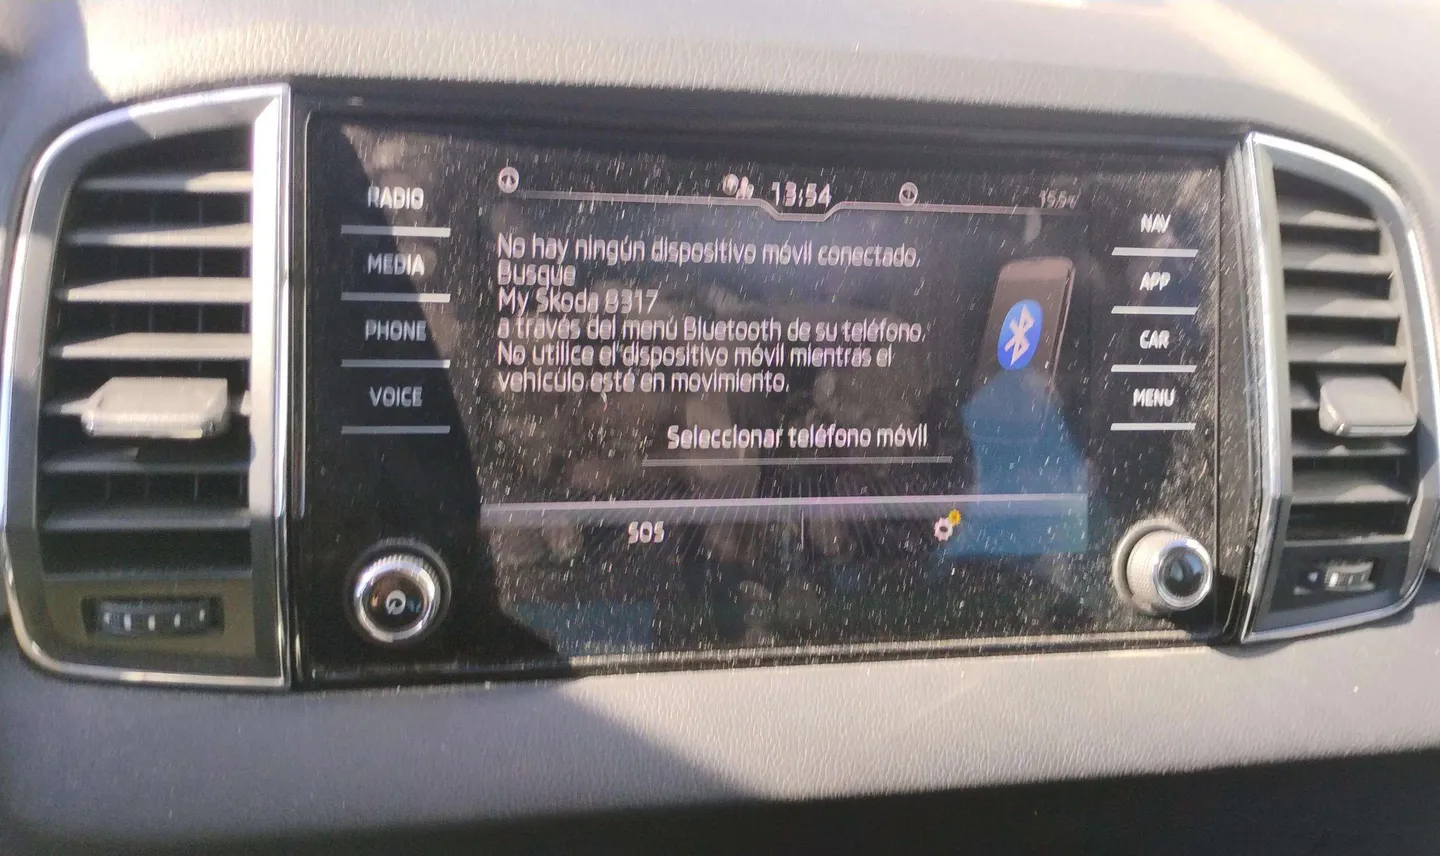 RADIO
MEDIA
PHONE
VOICE
13:54
No hay ningún dispositivo móvil conectado.
Busque
My Skoda 8317
a través del menú Bluetooth de su teléfono.
No utilice el dispositivo móvil mientras el
vehículo esté en movimiento.
Seleccionar teléfono móvil
SOS
NAV
APP
CAR
MENU